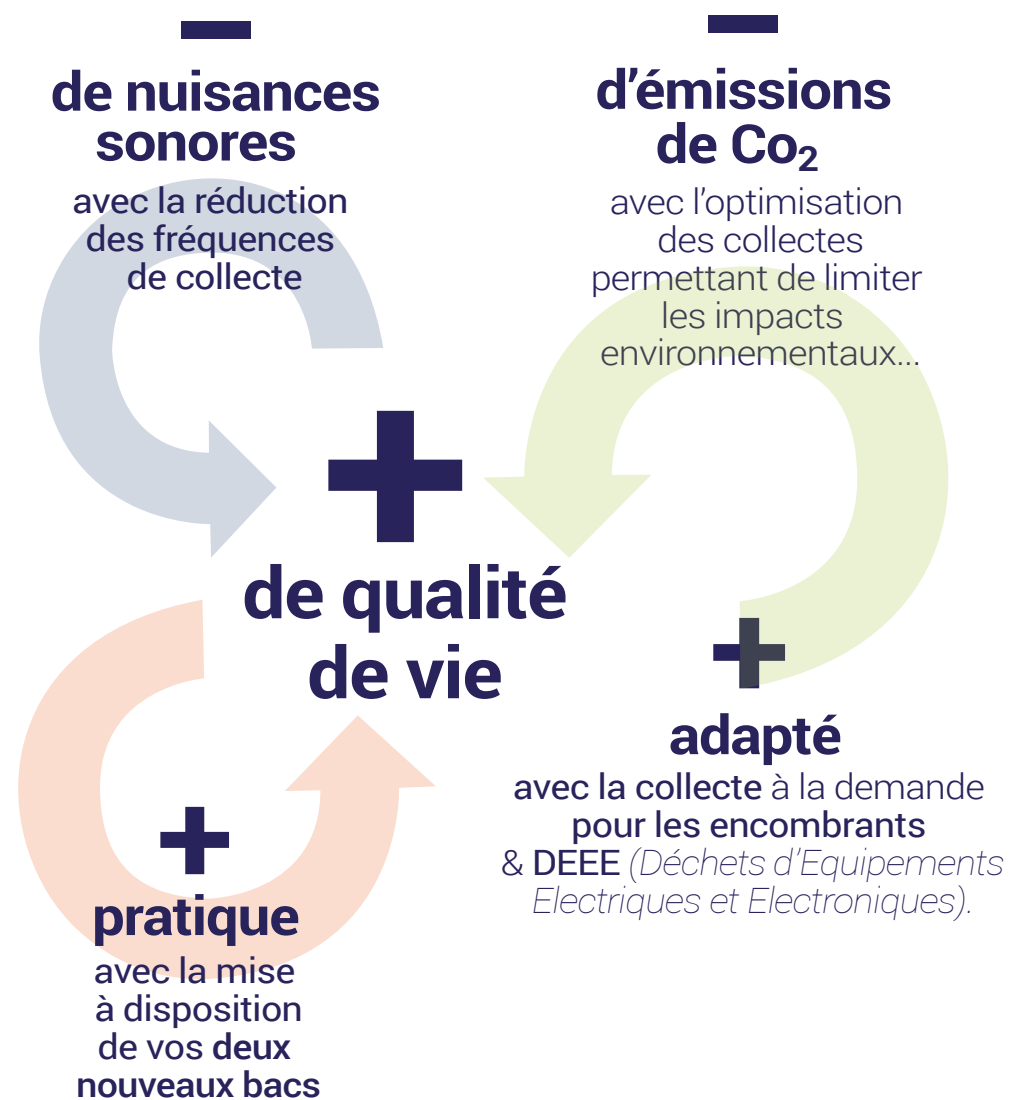 −
de nuisances
sonores
avec la réduction
des fréquences
de collecte
−
d'émissions
de Co₂
avec l'optimisation
des collectes
permettant de limiter
les impacts
environnementaux...
+
de qualité
de vie
+
adapté
avec la collecte à la demande
pour les encombrants
& DEEE (Déchets d'Equipements
Electriques et Electroniques).
+
pratique
avec la mise
à disposition
de vos deux
nouveaux bacs